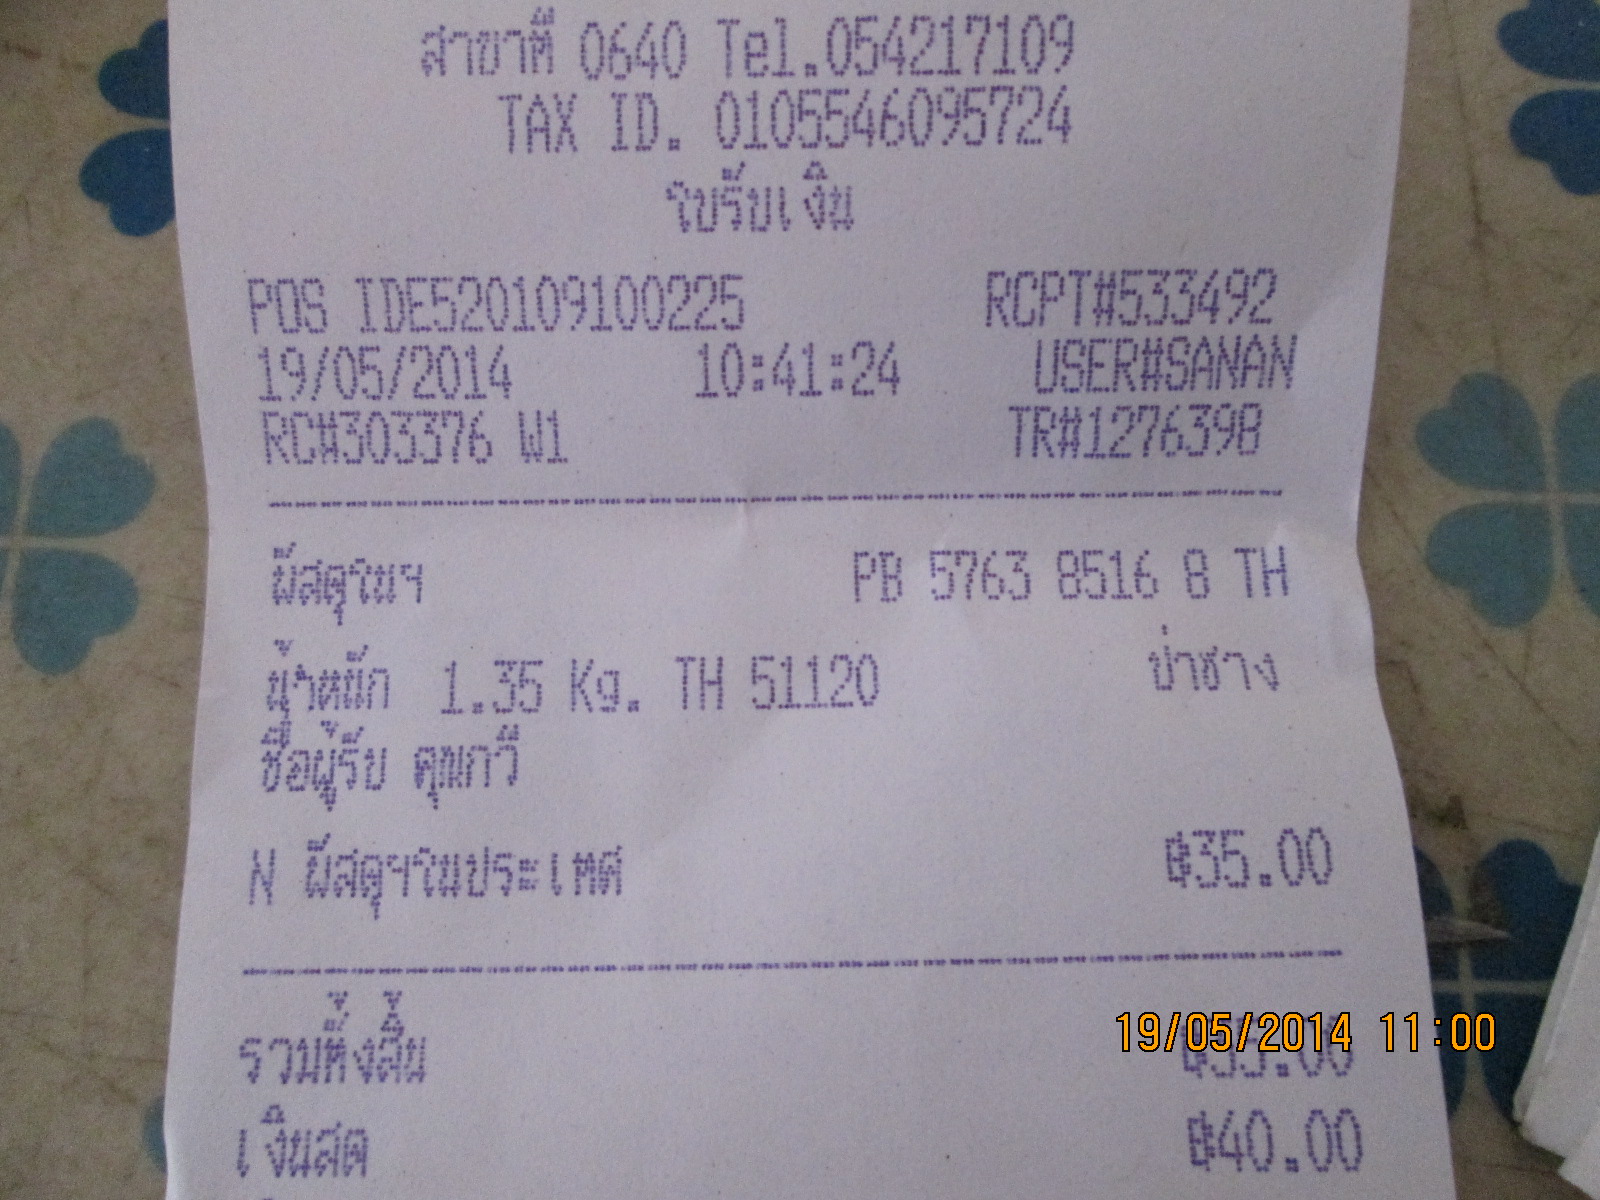 สาขาที่ 0640 Tel.054217109
TAX ID. 0105546095724
ใบรับเงิน
POS IDE520109100225 RCPT#533492
19/05/2014 10:41:24 USER#SANAN
RC#303376 W1 TR#1276398
พัสดุในฯ PB 5763 8516 8 TH
น้ำหนัก 1.35 Kg. TH 51120 ป่าซาง
ชื่อผู้รับ คุณกวี
N พัสดุฯในประเทศ ฿35.00
รวมทั้งสิ้น ฿35.00
19/05/2014 11:00
เงินสด ฿40.00